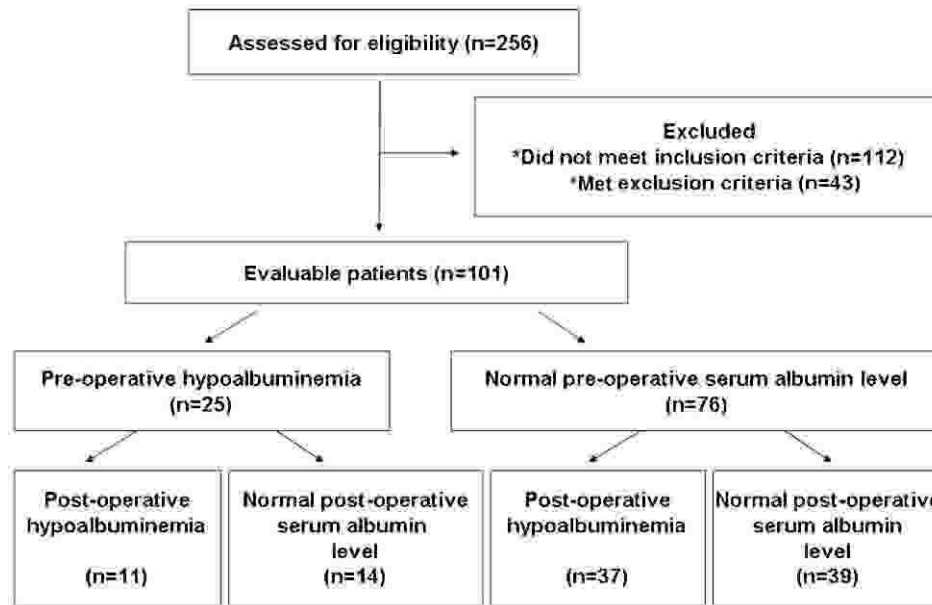 Assessed for eligibility (n=256)
Excluded
*Did not meet inclusion criteria (n=112)
*Met exclusion criteria (n=43)
Evaluable patients (n=101)
Pre-operative hypoalbuminemia
(n=25)
Normal pre-operative serum albumin level
(n=76)
Post-operative
hypoalbuminemia
(n=11)
Normal post-operative
serum albumin
level
(n=14)
Post-operative
hypoalbuminemia
(n=37)
Normal post-operative
serum albumin
level
(n=39)